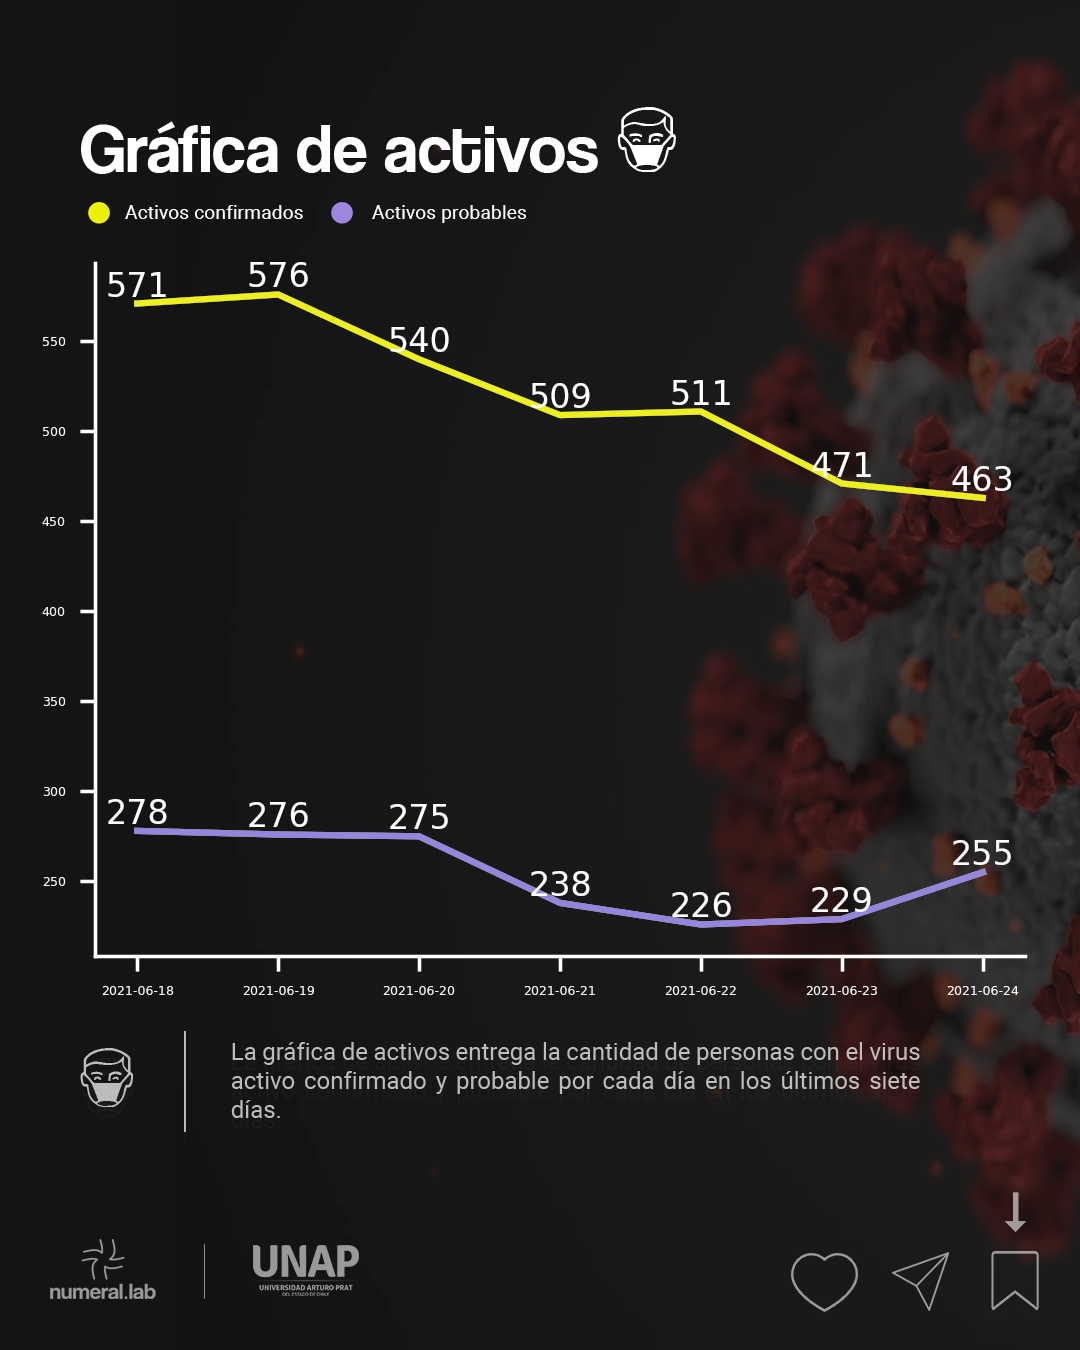 Gráfica de activos
Activos confirmados Activos probables
571 576 540 509 511 471 463
550
500
450
400
350
300
250
278 276 275 238 226 229 255
2021-06-18 2021-06-19 2021-06-20 2021-06-21 2021-06-22 2021-06-23 2021-06-24
La gráfica de activos entrega la cantidad de personas con el virus
activo confirmado y probable por cada día en los últimos siete
días.
numeral.lab
UNAP
UNIVERSIDAD ARTURO PRAT
DEL ESTADO DE CHILE